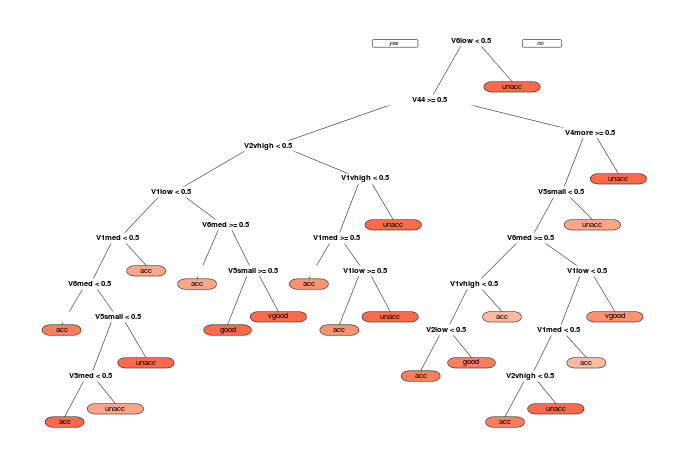 yes V6low < 0.5 no
unacc
V44 >= 0.5
V4more >= 0.5
V2vhigh < 0.5
V1vhigh < 0.5 unacc
V1low < 0.5 V5small < 0.5
V6med >= 0.5 unacc unacc
V1med < 0.5 V1med >= 0.5 V6med >= 0.5
acc V5small >= 0.5 V1low >= 0.5 V1low < 0.5
V6med < 0.5 acc acc V1vhigh < 0.5
V5small < 0.5 vgood unacc acc vgood
acc good acc V2low < 0.5 V1med < 0.5
unacc good acc
V5med < 0.5 acc V2vhigh < 0.5
unacc unacc
acc acc